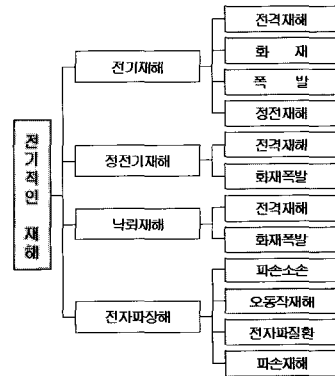 전기적인 재해
전기재해
전격재해
화 재
폭 발
정전재해
정전기재해
전격재해
화재폭발
낙뢰재해
전격재해
화재폭발
전자파장해
파손소손
오동작재해
전자파질환
파손재해